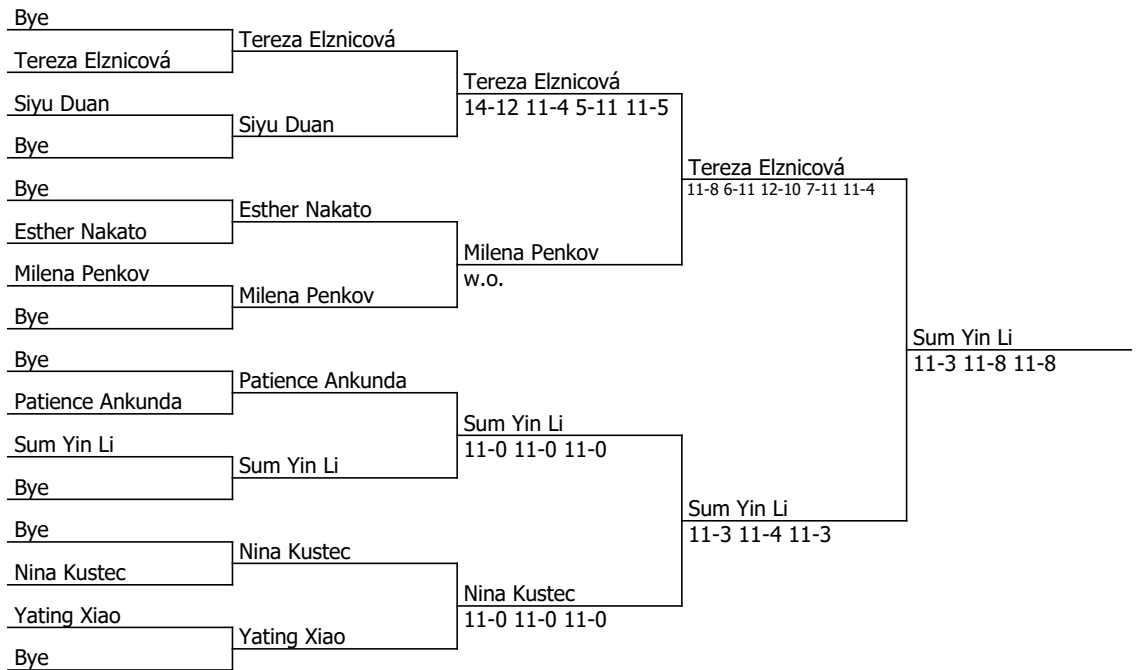 Bye
Tereza Elznicová
Tereza Elznicová
Tereza Elznicová
14-12 11-4 5-11 11-5
Siyu Duan
Siyu Duan
Bye
Tereza Elznicová
11-8 6-11 12-10 7-11 11-4
Bye
Esther Nakato
Esther Nakato
Milena Penkov
w.o.
Milena Penkov
Milena Penkov
Bye
Sum Yin Li
11-3 11-8 11-8
Bye
Patience Ankunda
Patience Ankunda
Sum Yin Li
11-0 11-0 11-0
Sum Yin Li
Sum Yin Li
Bye
Sum Yin Li
11-3 11-4 11-3
Bye
Nina Kustec
Nina Kustec
Nina Kustec
11-0 11-0 11-0
Yating Xiao
Yating Xiao
Bye